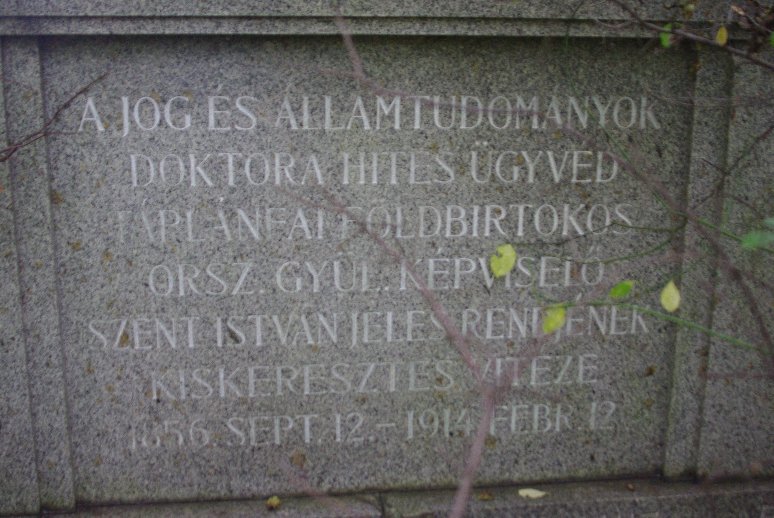 A JOG ÉS ÁLLAMTUDOMÁNYOK
DOKTORA HITES ÜGYVÉD
TÁPLÁNFAI FÖLDBIRTOKOS
ORSZ. GYÜL. KÉPVISELŐ
SZENT ISTVÁN JELES RENDJÉNEK
KISKERESZTES VITÉZE
1856. SEPT. 12. – 1914. FEBR. 12.